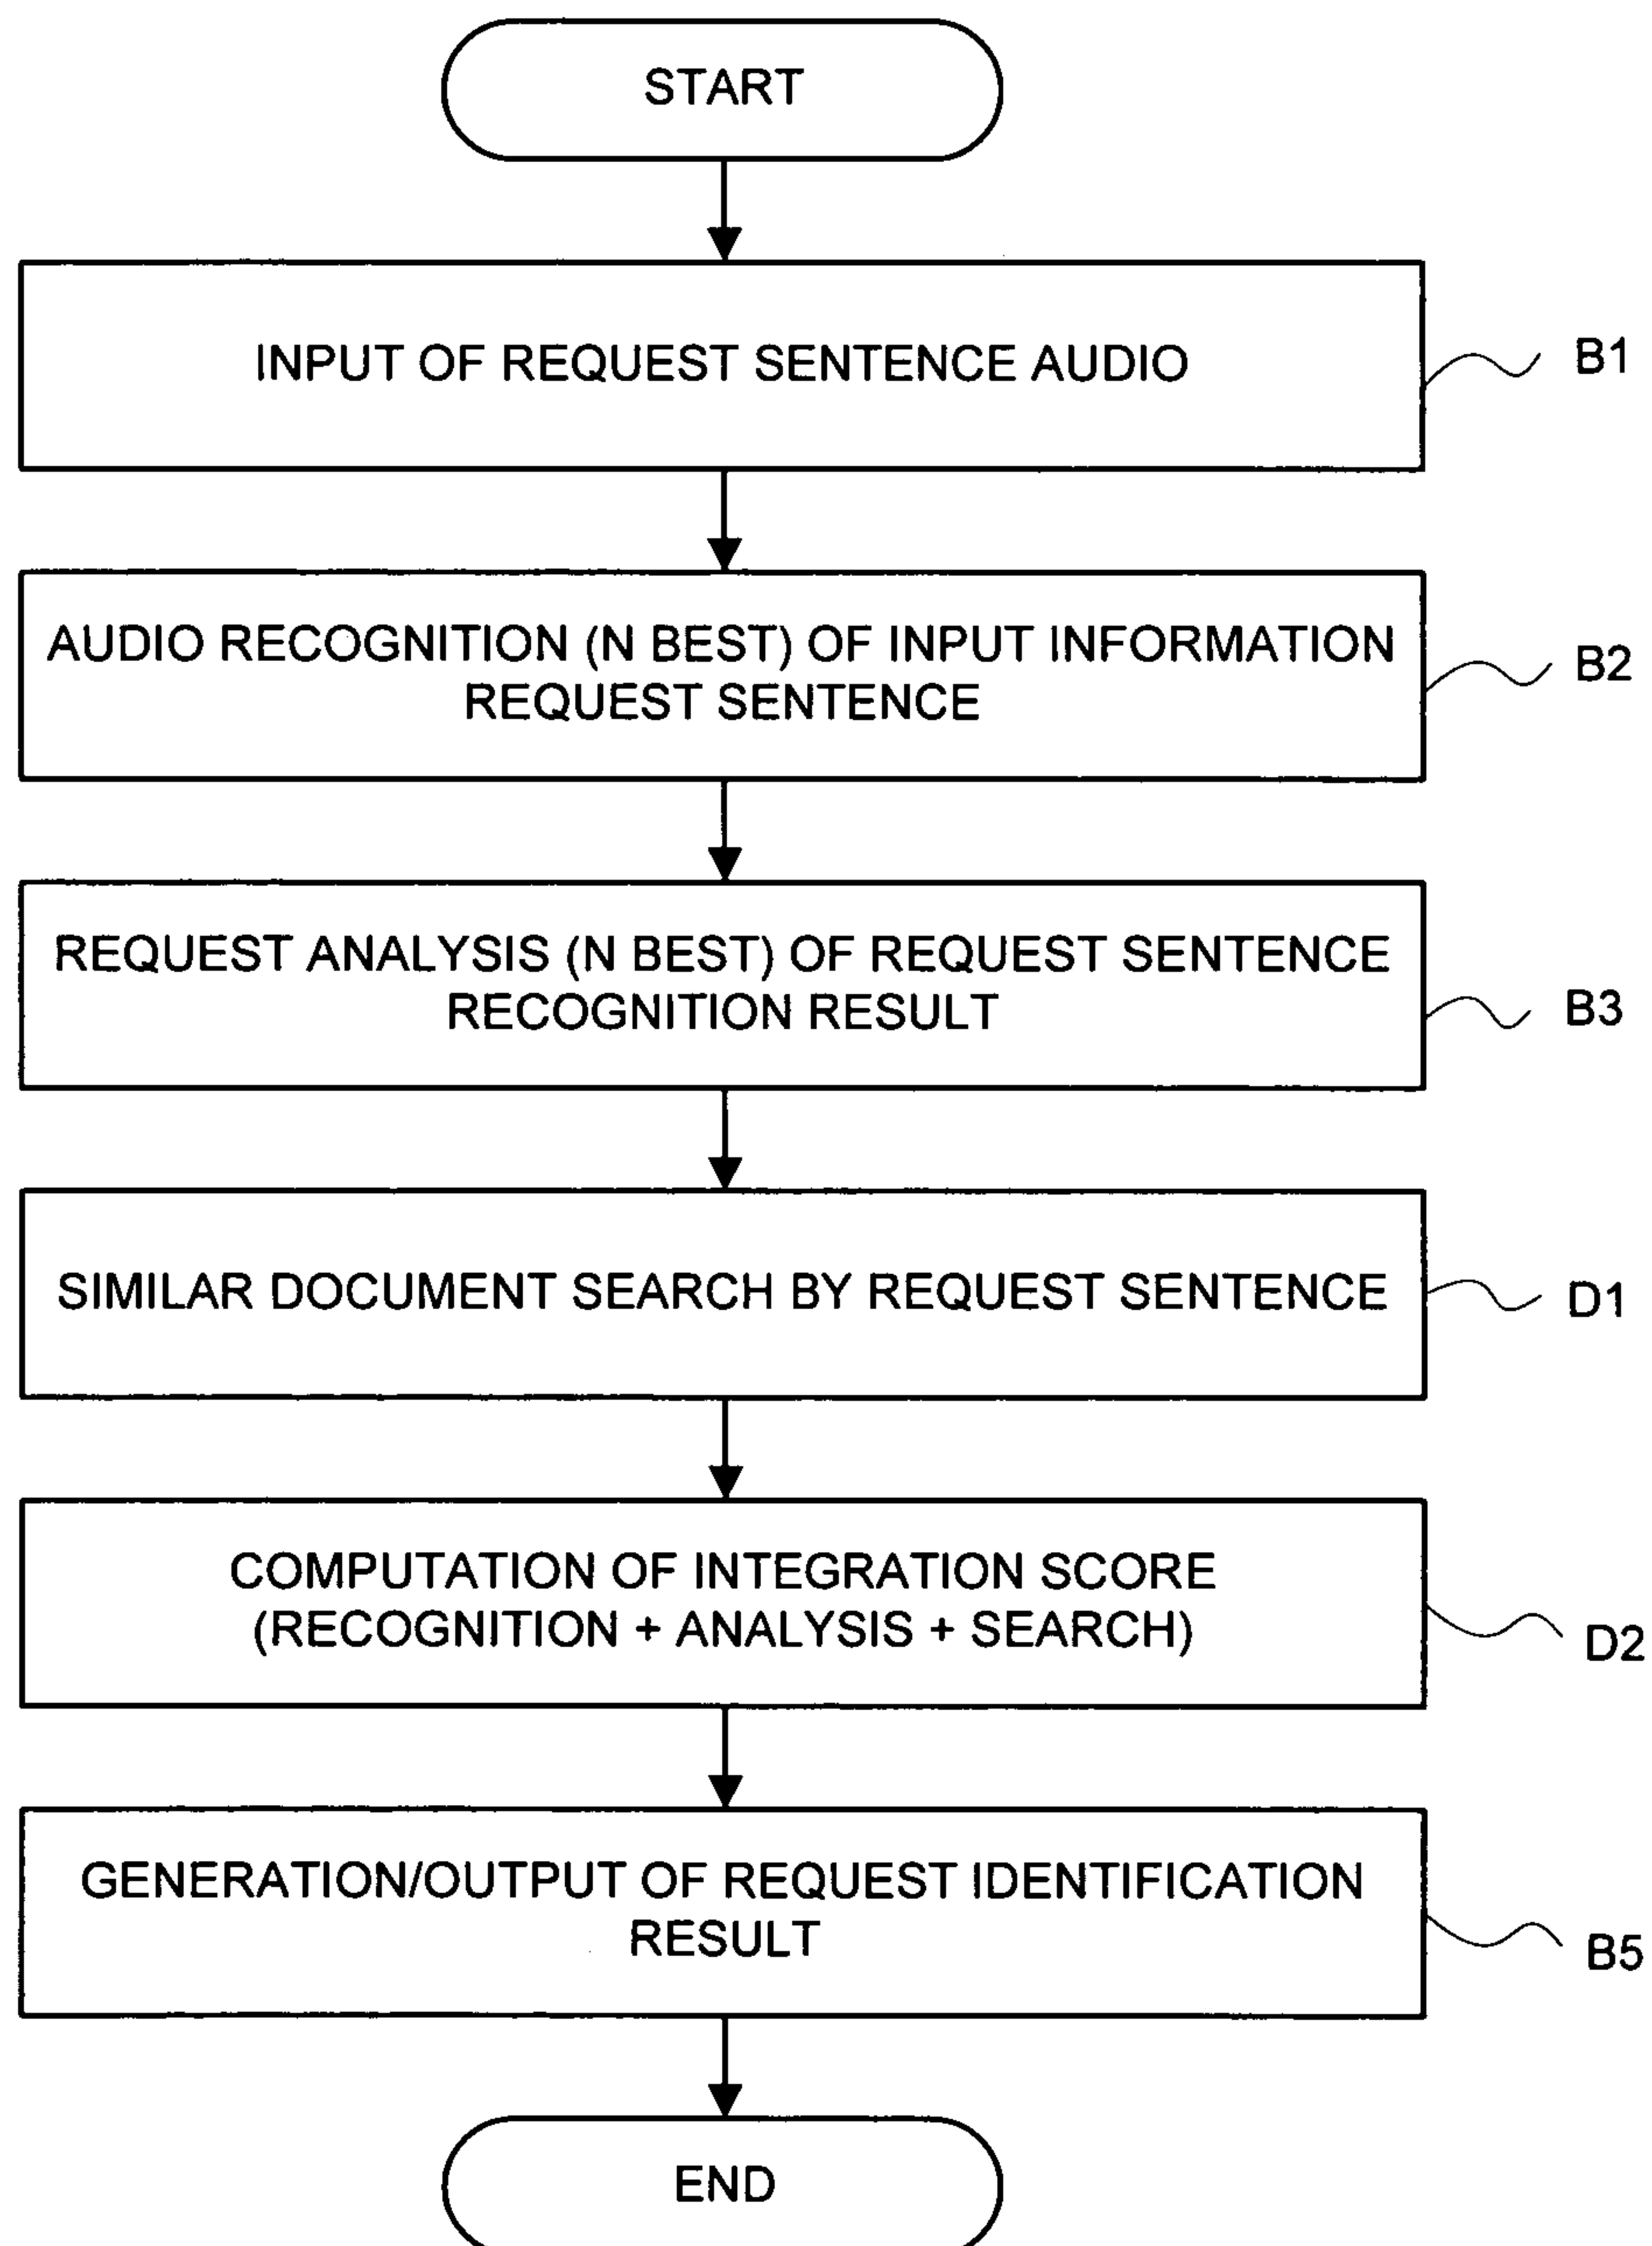 START
INPUT OF REQUEST SENTENCE AUDIO
B1
AUDIO RECOGNITION (N BEST) OF INPUT INFORMATION
REQUEST SENTENCE
B2
REQUEST ANALYSIS (N BEST) OF REQUEST SENTENCE
RECOGNITION RESULT
B3
SIMILAR DOCUMENT SEARCH BY REQUEST SENTENCE
D1
COMPUTATION OF INTEGRATION SCORE
(RECOGNITION + ANALYSIS + SEARCH)
D2
GENERATION/OUTPUT OF REQUEST IDENTIFICATION
RESULT
B5
END